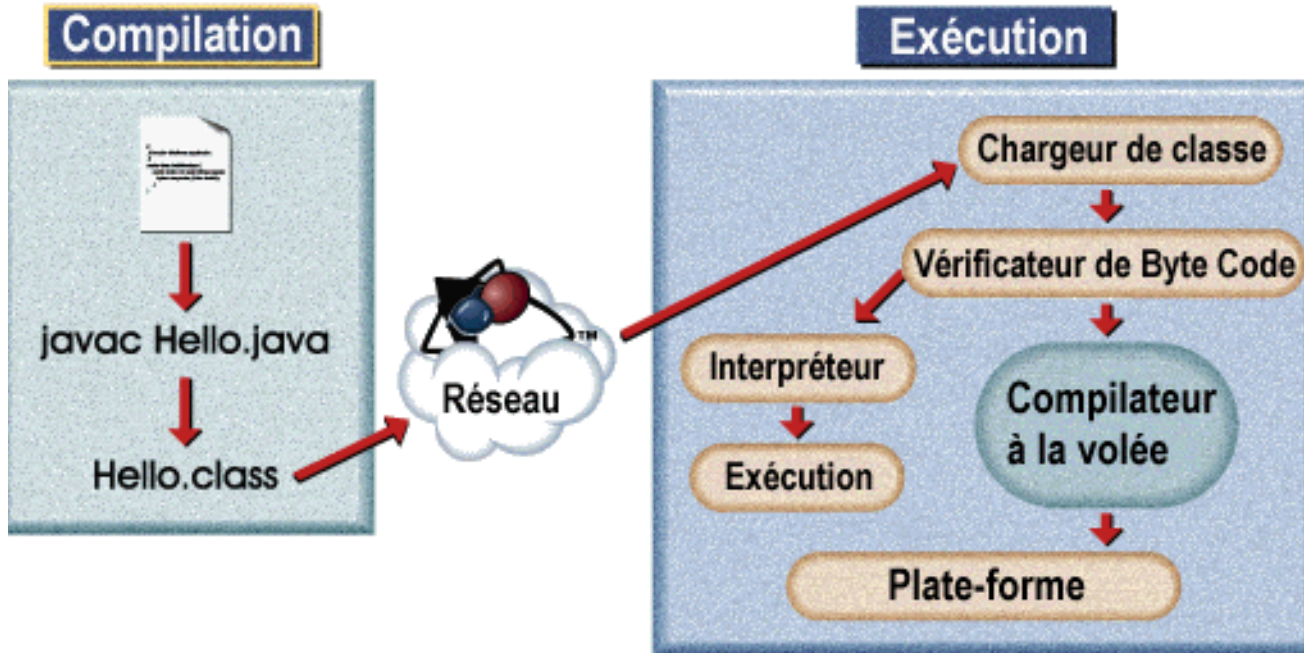 Compilation
javac Hello.java
Hello.class
Réseau
TM
Exécution
Chargeur de classe
Vérificateur de Byte Code
Interpréteur
Exécution
Compilateur
à la volée
Plate-forme